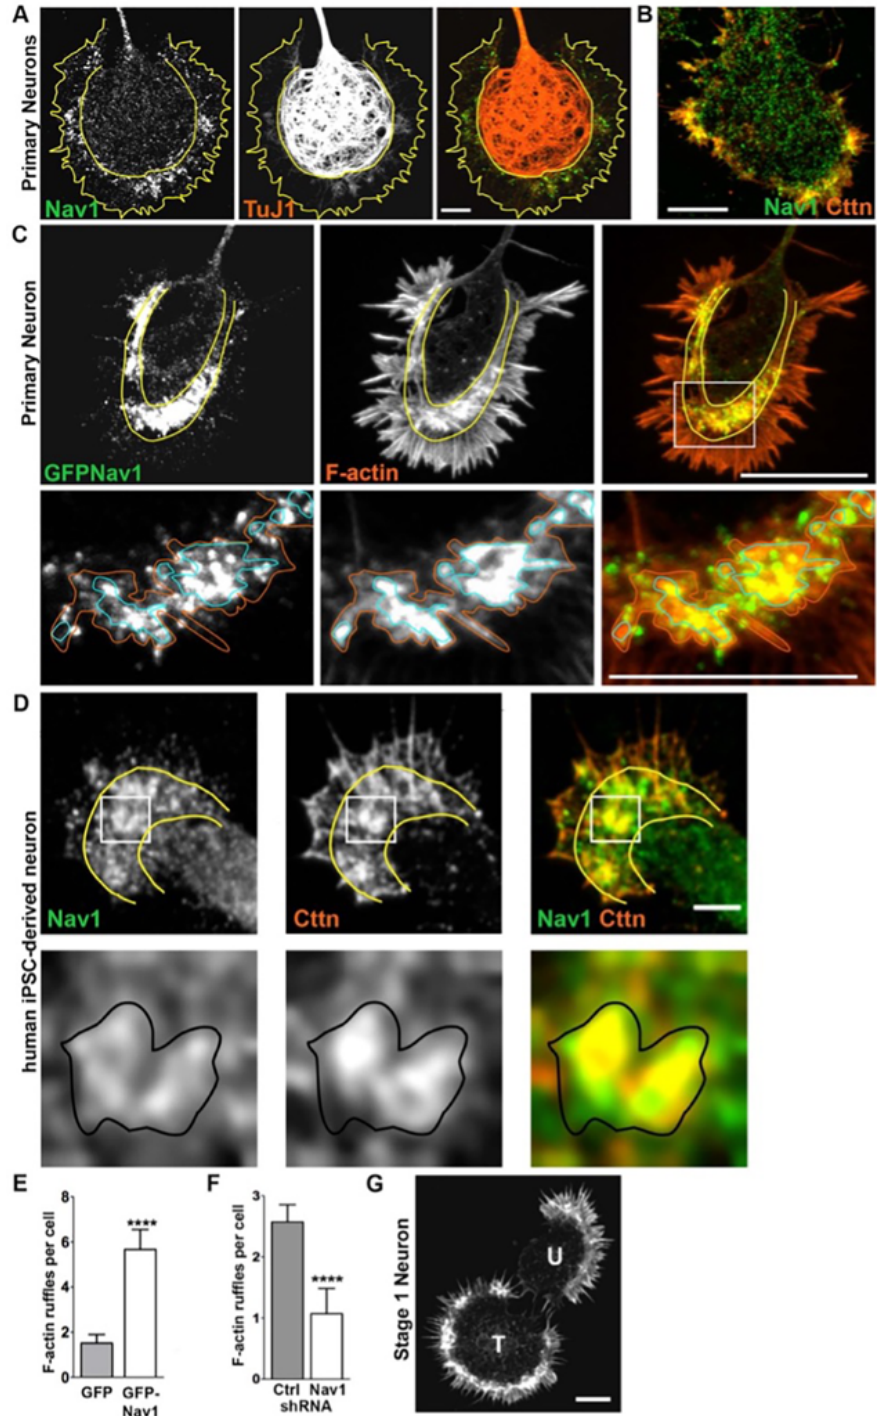 A
B
Primary Neurons
Nav1
TuJ1
Nav1 Cttn
C
Primary Neuron
GFPNav1
F-actin
D
human iPSC-derived neuron
Nav1
Cttn
Nav1 Cttn
E
F-actin ruffles per cell
8
6
4
2
0
****
GFP
GFP-
Nav1
F
F-actin ruffles per cell
3
2
1
0
****
Ctrl Nav1
shRNA
G
Stage 1 Neuron
U
T